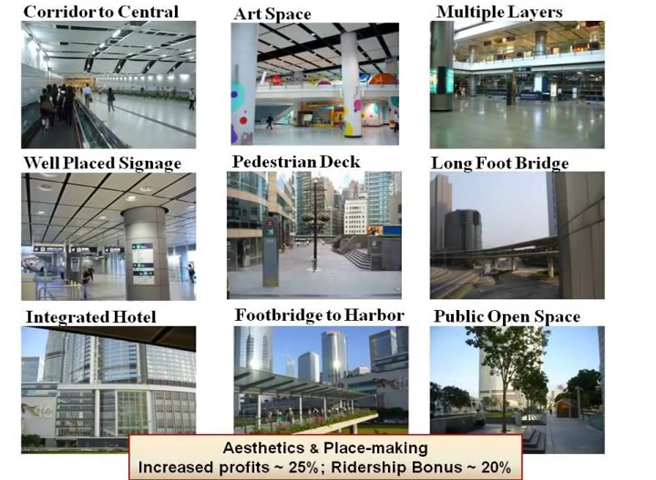 Corridor to Central
Art Space
Multiple Layers
Well Placed Signage
Pedestrian Deck
Long Foot Bridge
Integrated Hotel
Footbridge to Harbor
Public Open Space
Aesthetics & Place-making
Increased profits ~ 25%; Ridership Bonus ~ 20%